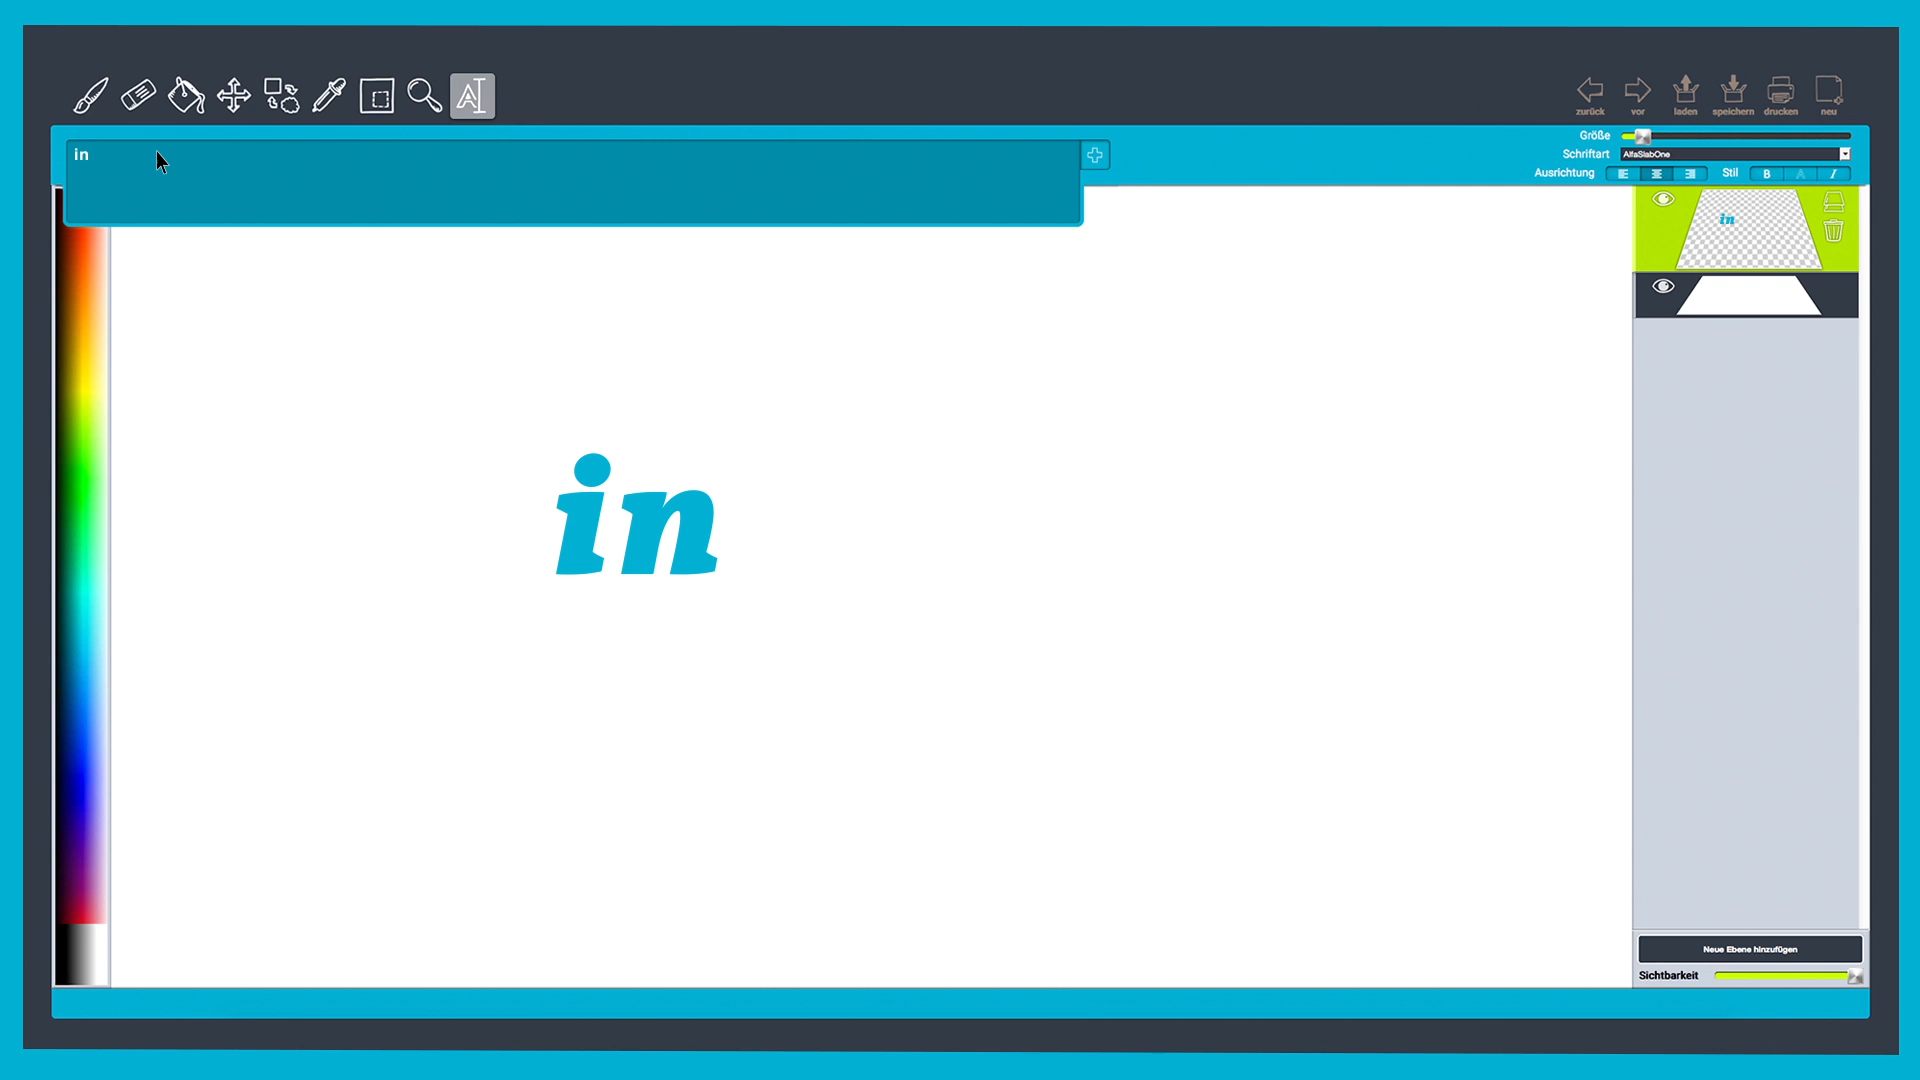 zurück vor laden speichern drucken neu
in
Größe
Schriftart AlfaSlabOne
Ausrichtung Stil B A I
in
in
Neue Ebene hinzufügen
Sichtbarkeit